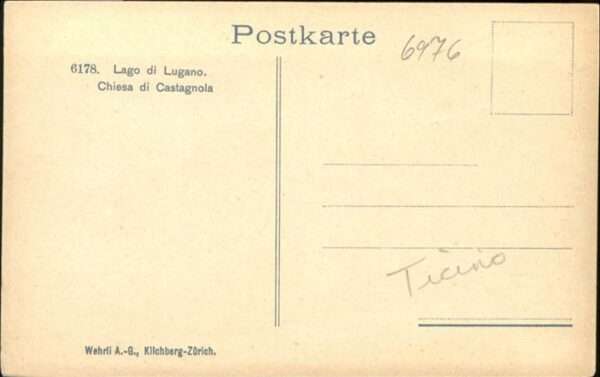 Postkarte
6976
6178. Lago di Lugano.
Chiesa di Castagnola
Ticino
Wehrli A.-G., Kilchberg-Zürich.